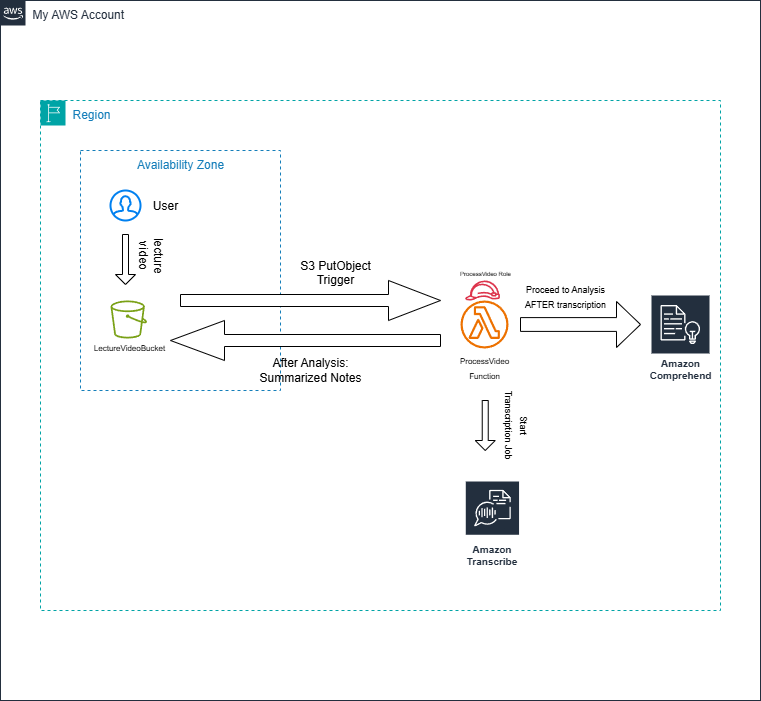 aws
My AWS Account
Region
Availability Zone
User
lecture
video
LectureVideoBucket
S3 PutObject
Trigger
After Analysis:
Summarized Notes
ProcessVideo Role
ProcessVideo
Function
Proceed to Analysis
AFTER transcription
Amazon
Comprehend
Start
Transcription Job
Amazon
Transcribe